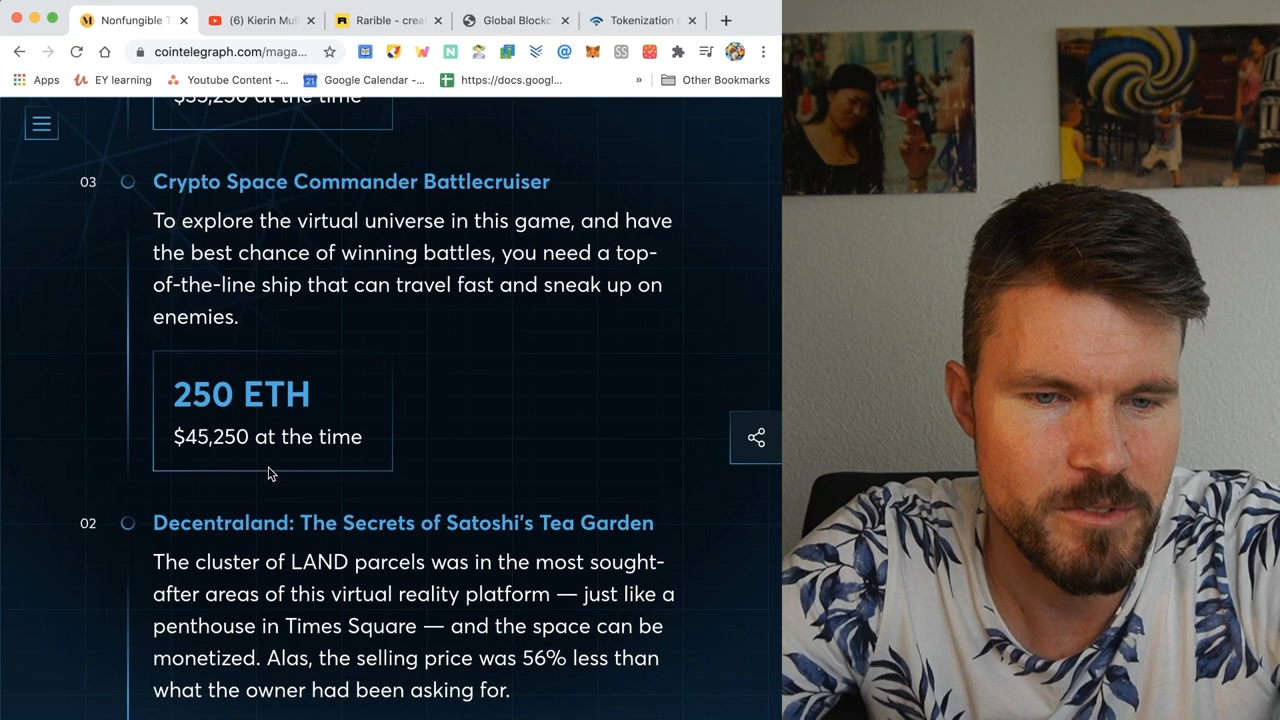 Nonfungible T
(6) Kierin Mul
Rarible - crea
Global Blockc
Tokenization o
cointelegraph.com/maga...
Apps
EY learning
Youtube Content -...
Google Calendar -...
https://docs.googl...
»
Other Bookmarks
$55,250 at the time
03
Crypto Space Commander Battlecruiser
To explore the virtual universe in this game, and have
the best chance of winning battles, you need a top-
of-the-line ship that can travel fast and sneak up on
enemies.
250 ETH
$45,250 at the time
02
Decentraland: The Secrets of Satoshi’s Tea Garden
The cluster of LAND parcels was in the most sought-
after areas of this virtual reality platform — just like a
penthouse in Times Square — and the space can be
monetized. Alas, the selling price was 56% less than
what the owner had been asking for.